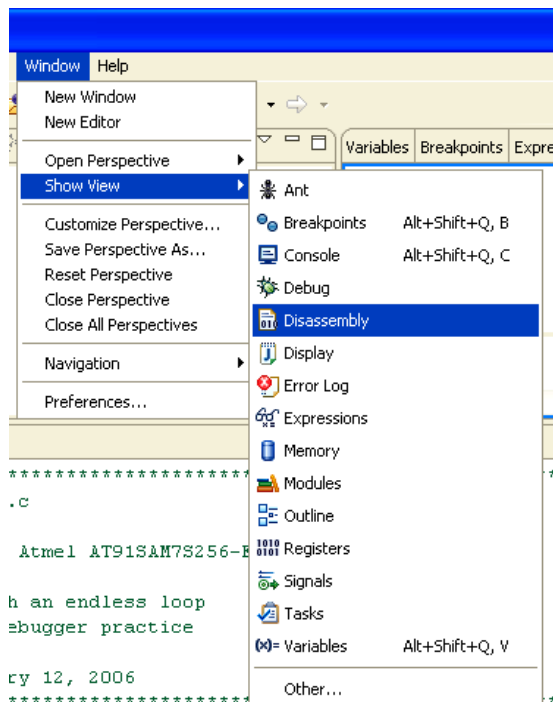 Window Help
New Window
New Editor
Variables Breakpoints Expre
Open Perspective
Show View
Ant
Customize Perspective...
Breakpoints Alt+Shift+Q, B
Save Perspective As...
Console Alt+Shift+Q, C
Reset Perspective
Close Perspective
Debug
Close All Perspectives
Disassembly
Navigation
Display
Preferences...
Error Log
Expressions
Memory
Modules
.c
Outline
Atmel AT91SAM7S256-E
Registers
Signals
h an endless loop
Tasks
ebugger practice
(x)= Variables Alt+Shift+Q, V
ry 12, 2006
Other...